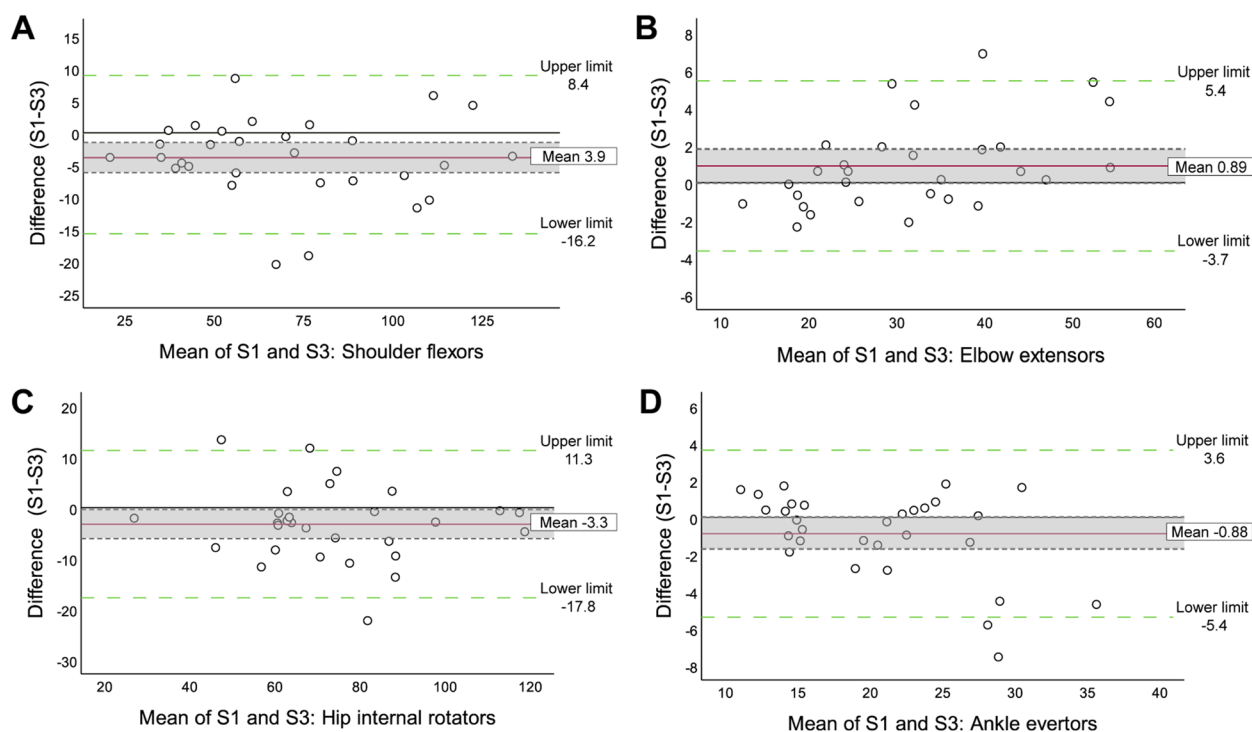 A
Difference (S1-S3)
15
10
5
0
-5
-10
-15
-20
-25
Upper limit
8.4
Mean 3.9
Lower limit
-16.2
25 50 75 100 125
Mean of S1 and S3: Shoulder flexors
B
Difference (S1-S3)
8
6
4
2
0
-2
-4
-6
Upper limit
5.4
Mean 0.89
Lower limit
-3.7
10 20 30 40 50 60
Mean of S1 and S3: Elbow extensors
C
Difference (S1-S3)
20
10
0
-10
-20
-30
Upper limit
11.3
Mean -3.3
Lower limit
-17.8
20 40 60 80 100 120
Mean of S1 and S3: Hip internal rotators
D
Difference (S1-S3)
6
4
2
0
-2
-4
-6
-8
Upper limit
3.6
Mean -0.88
Lower limit
-5.4
10 15 20 25 30 35 40
Mean of S1 and S3: Ankle evertors